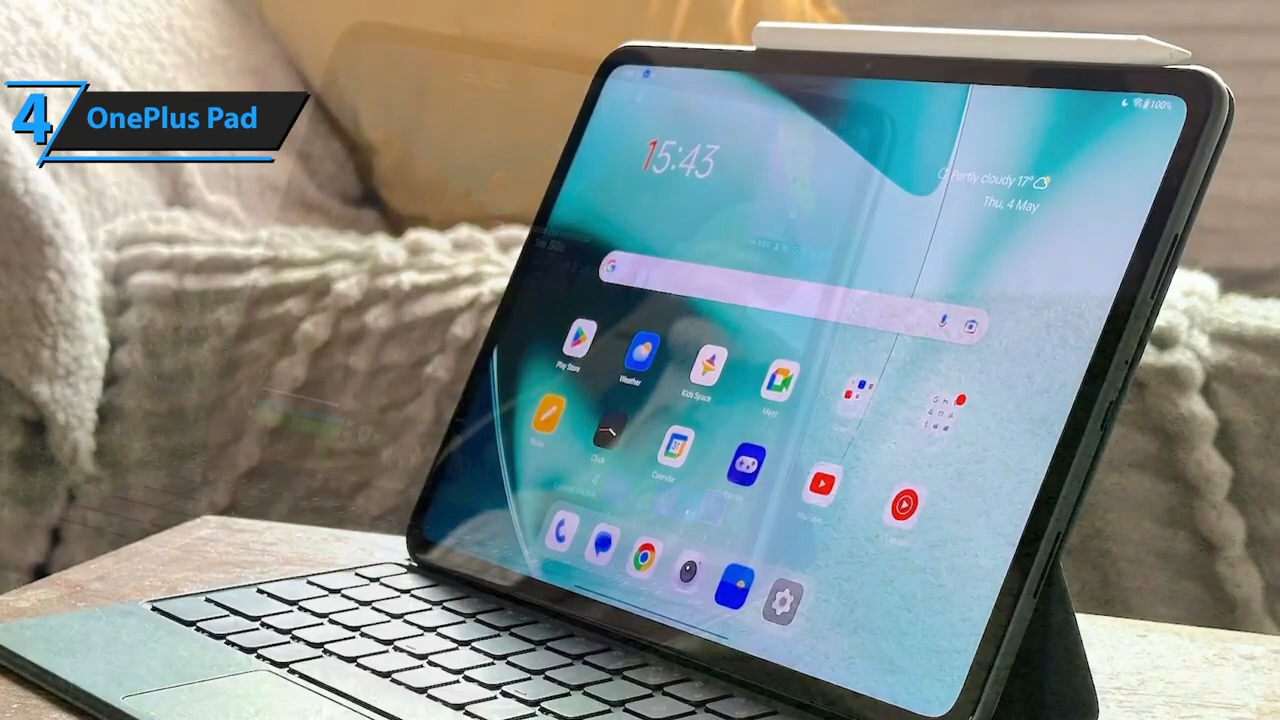 4 OnePlus Pad
100%
15:43
Partly cloudy 17°
Thu, 4 May
Play Store
Weather
Kids Space
Meet
Clock
Calendar